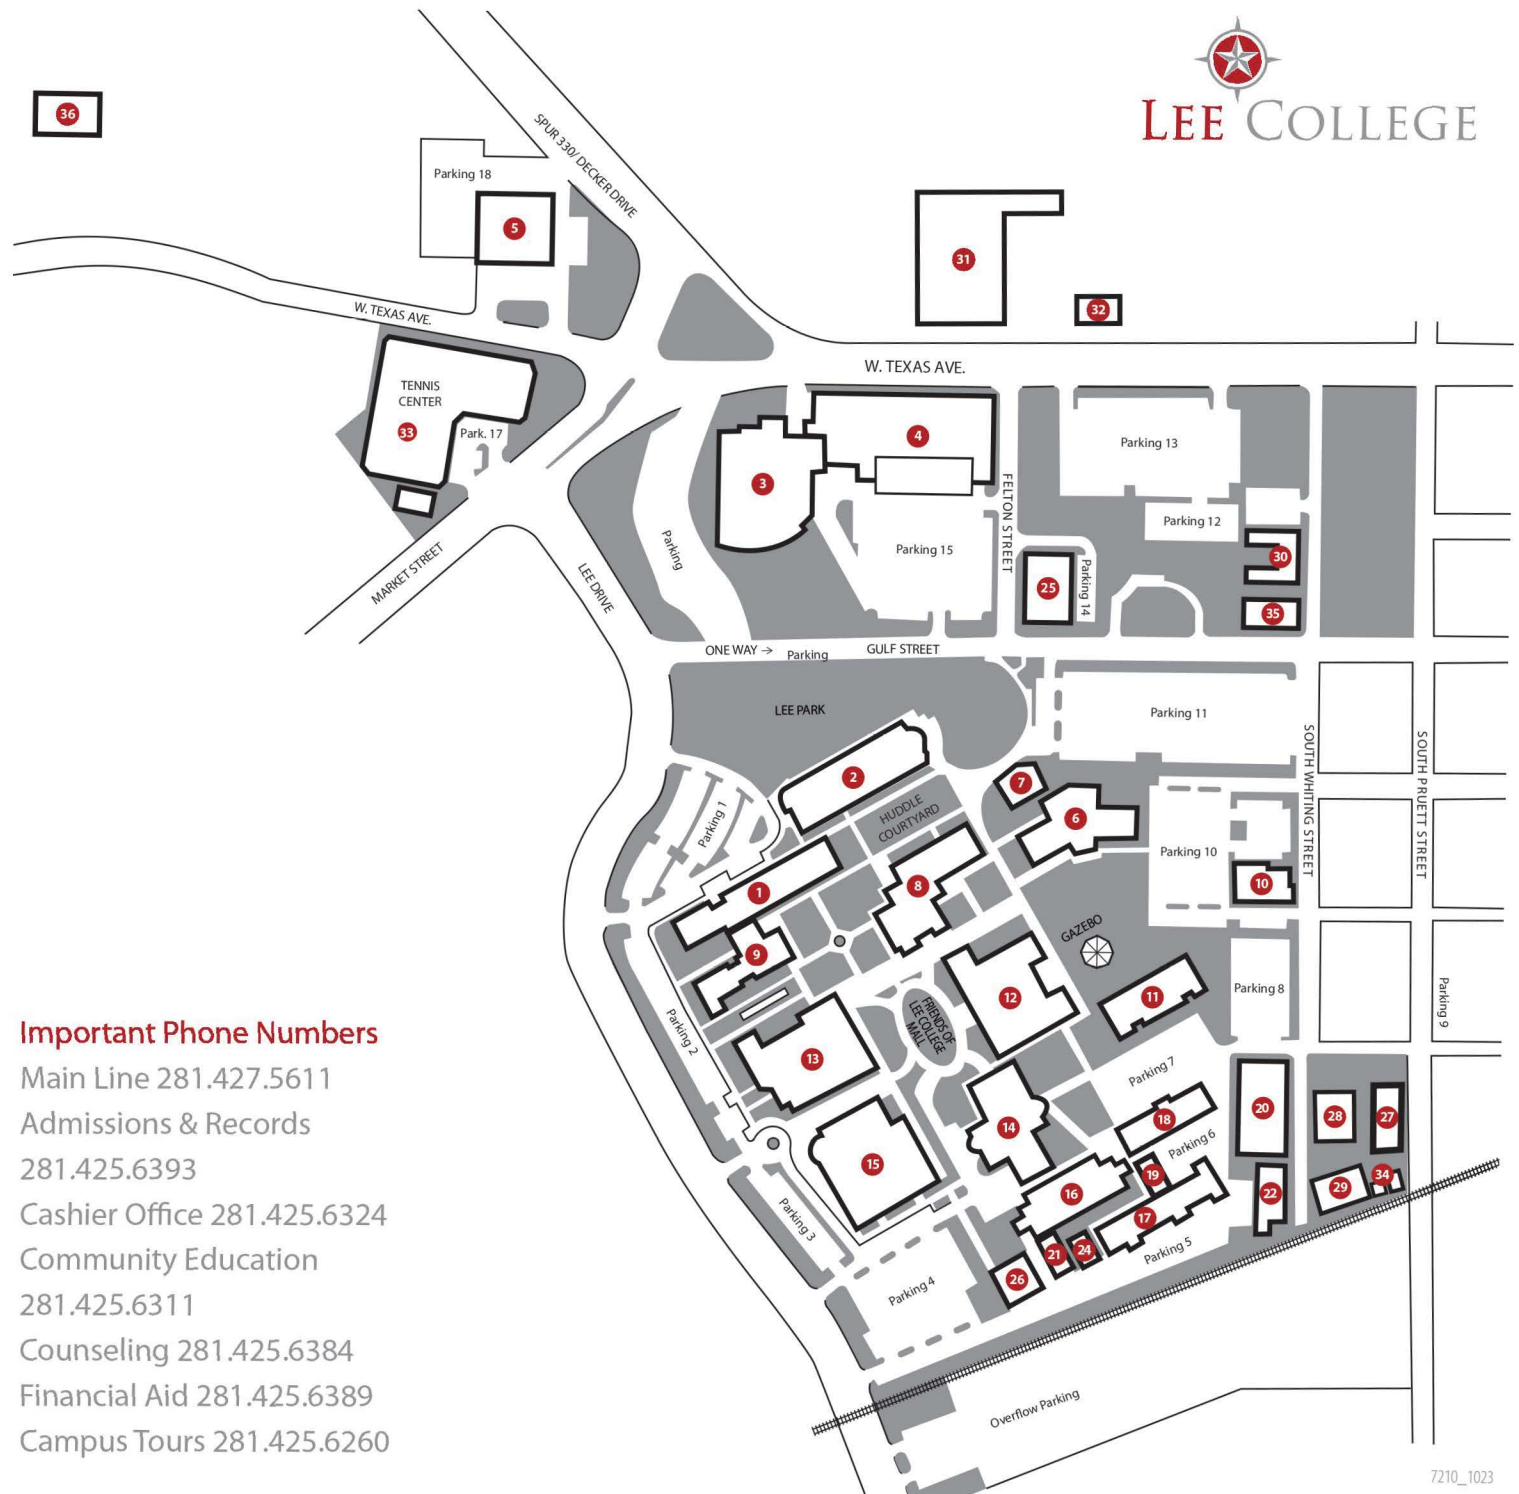 LEE COLLEGE
36
SPUR 330/ DECKER DRIVE
Parking 18
5
31
32
W. TEXAS AVE.
W. TEXAS AVE.
TENNIS
CENTER
33
Park. 17
4
3
Parking 13
FELTON STREET
Parking 12
Parking
Parking 15
MARKET STREET
LEE DRIVE
25
Parking 14
30
35
ONE WAY →
Parking
GULF STREET
LEE PARK
Parking 11
SOUTH WHITING STREET
SOUTH PRUETT STREET
2
7
HUDDLE
COURTYARD
6
Parking 1
Parking 10
1
8
10
GAZEBO
9
12
11
Parking 8
Parking 9
FRIENDS OF
LEE COLLEGE
MALL
Parking 2
13
Parking 7
20
28
27
18
14
Parking 6
15
19
34
16
22
29
Parking 3
17
21
24
Parking 5
26
Parking 4
Overflow Parking
Important Phone Numbers
Main Line 281.427.5611
Admissions & Records
281.425.6393
Cashier Office 281.425.6324
Community Education
281.425.6311
Counseling 281.425.6384
Financial Aid 281.425.6389
Campus Tours 281.425.6260
7210_1023